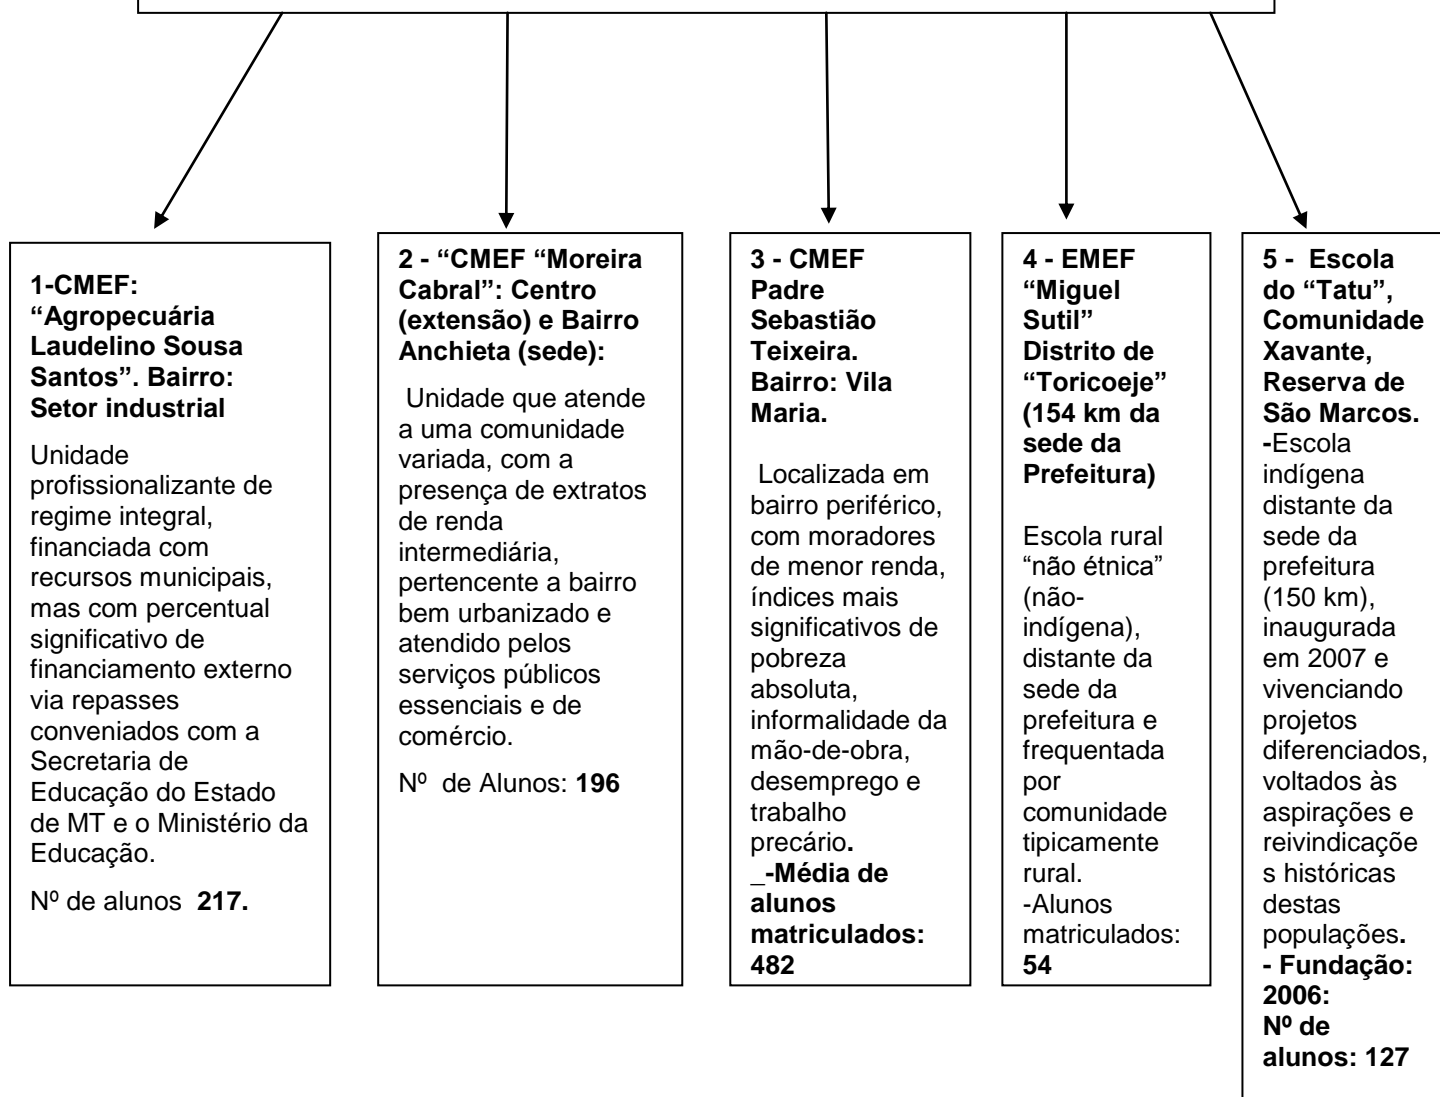 1-CMEF:
“Agropecuária
Laudelino Sousa
Santos”. Bairro:
Setor industrial
Unidade
profissionalizante de
regime integral,
financiada com
recursos municipais,
mas com percentual
significativo de
financiamento externo
via repasses
conveniados com a
Secretaria de
Educação do Estado
de MT e o Ministério da
Educação.
Nº de alunos 217.
2 - “CMEF “Moreira
Cabral”: Centro
(extensão) e Bairro
Anchieta (sede):
Unidade que atende
a uma comunidade
variada, com a
presença de extratos
de renda
intermediária,
pertencente a bairro
bem urbanizado e
atendido pelos
serviços públicos
essenciais e de
comércio.
Nº de Alunos: 196
3 - CMEF
Padre
Sebastião
Teixeira.
Bairro: Vila
Maria.
Localizada em
bairro periférico,
com moradores
de menor renda,
índices mais
significativos de
pobreza
absoluta,
informalidade da
mão-de-obra,
desemprego e
trabalho
precário.
_-Média de
alunos
matriculados:
482
4 - EMEF
“Miguel
Sutil”
Distrito de
“Toricoeje”
(154 km da
sede da
Prefeitura)
Escola rural
“não étnica”
(não-
indígena),
distante da
sede da
prefeitura e
frequentada
por
comunidade
tipicamente
rural.
-Alunos
matriculados:
54
5 - Escola
do “Tatu”,
Comunidade
Xavante,
Reserva de
São Marcos.
-Escola
indígena
distante da
sede da
prefeitura
(150 km),
inaugurada
em 2007 e
vivenciando
projetos
diferenciados,
voltados às
aspirações e
reivindicaçõe
s históricas
destas
populações.
- Fundação:
2006:
Nº de
alunos: 127